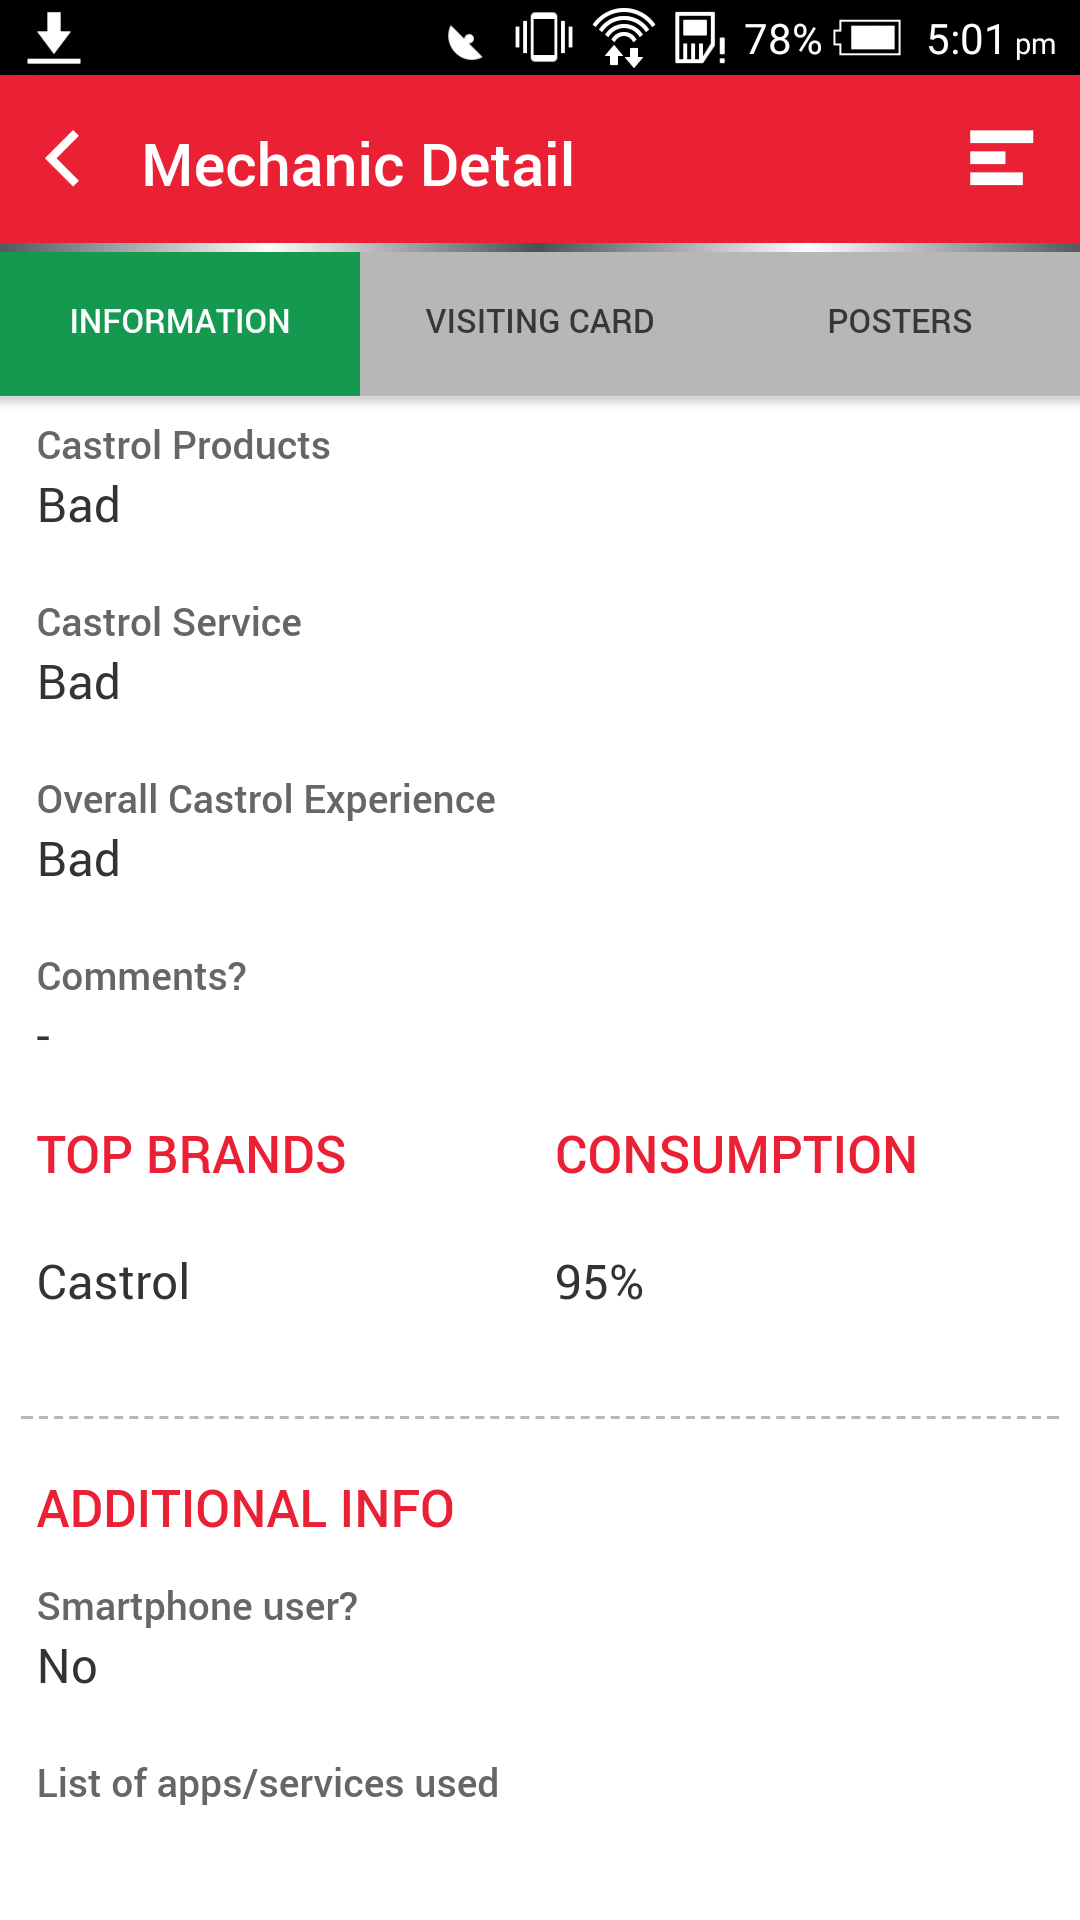 78% 5:01 pm
Mechanic Detail
INFORMATION VISITING CARD POSTERS
Castrol Products
Bad
Castrol Service
Bad
Overall Castrol Experience
Bad
Comments?
-
TOP BRANDS CONSUMPTION
Castrol 95%
ADDITIONAL INFO
Smartphone user?
No
List of apps/services used